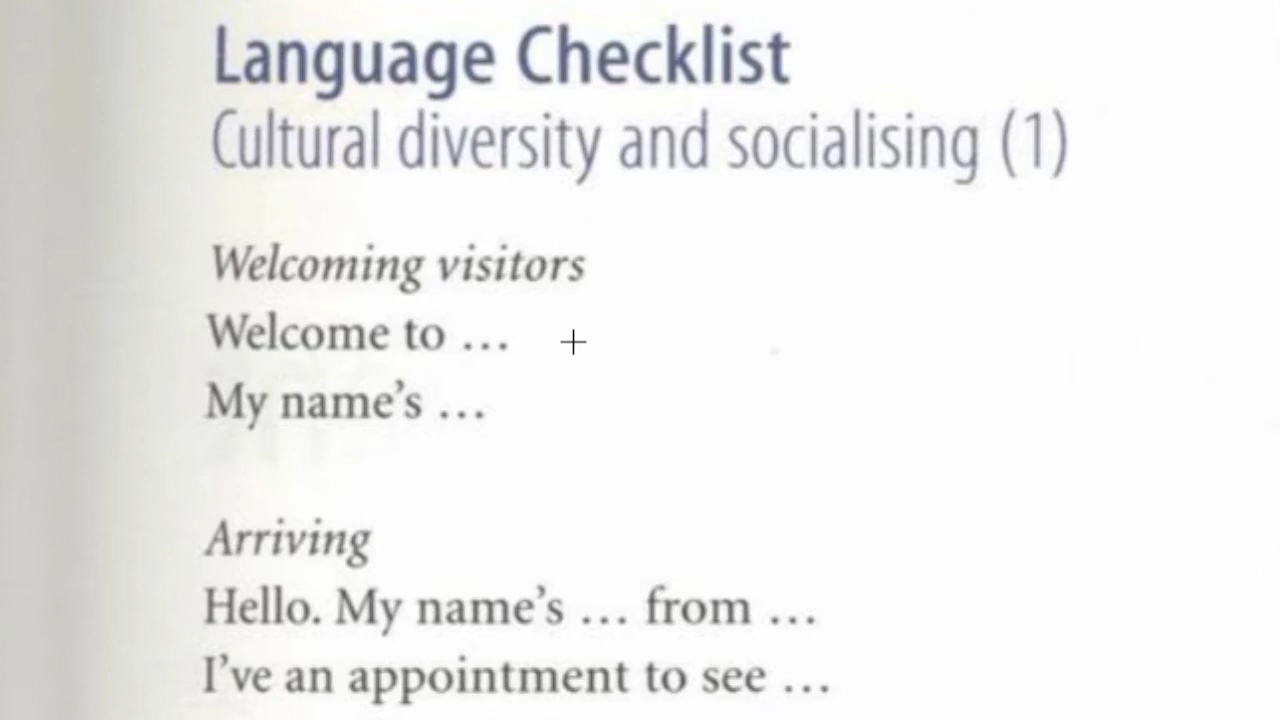 Language Checklist
Cultural diversity and socialising (1)
Welcoming visitors
Welcome to …
My name’s …
Arriving
Hello. My name’s … from …
I’ve an appointment to see …